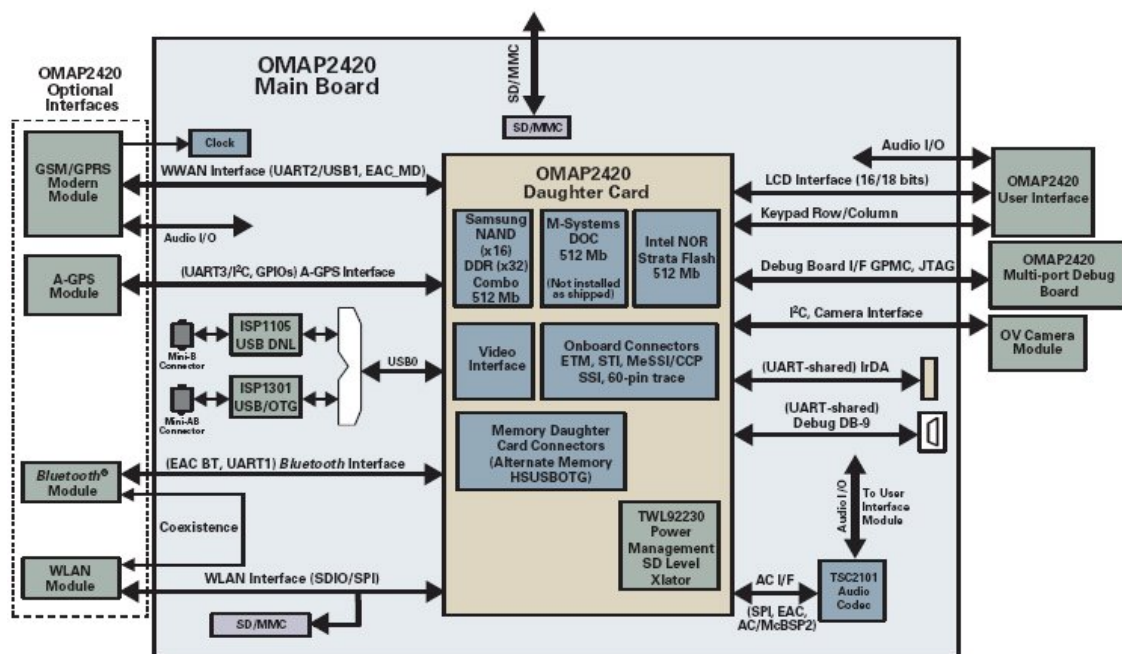 OMAP2420
Optional
Interfaces
OMAP2420
Main Board
SD/MMC
SD/MMC
GSM/GPRS
Modern
Module
Clock
WWAN Interface (UART2/USB1, EAC_MD)
Audio I/O
A-GPS
Module
(UART3/I²C, GPIOs) A-GPS Interface
Mini-B
Connector
ISP1105
USB DNL
Mini-AB
Connector
ISP1301
USB/OTG
USB0
Bluetooth®
Module
(EAC BT, UART1) Bluetooth Interface
Coexistence
WLAN
Module
WLAN Interface (SDIO/SPI)
SD/MMC
OMAP2420
Daughter Card
Samsung
NAND
(x16)
DDR (x32)
Combo
512 Mb
M-Systems
DOC
512 Mb
(Not installed
as shipped)
Intel NOR
Strata Flash
512 Mb
Video
Interface
Onboard Connectors
ETM, STI, MeSSI/CCP
SSI, 60-pin trace
Memory Daughter
Card Connectors
(Alternate Memory
HSUSBOTG)
TWL92230
Power
Management
SD Level
Xlator
Audio I/O
LCD Interface (16/18 bits)
Keypad Row/Column
OMAP2420
User Interface
Debug Board I/F GPMC, JTAG
OMAP2420
Multi-port Debug
Board
I²C, Camera Interface
OV Camera
Module
(UART-shared) IrDA
(UART-shared)
Debug DB-9
Audio I/O
To User
Interface
Module
AC I/F
(SPI, EAC,
AC/McBSP2)
TSC2101
Audio
Codec